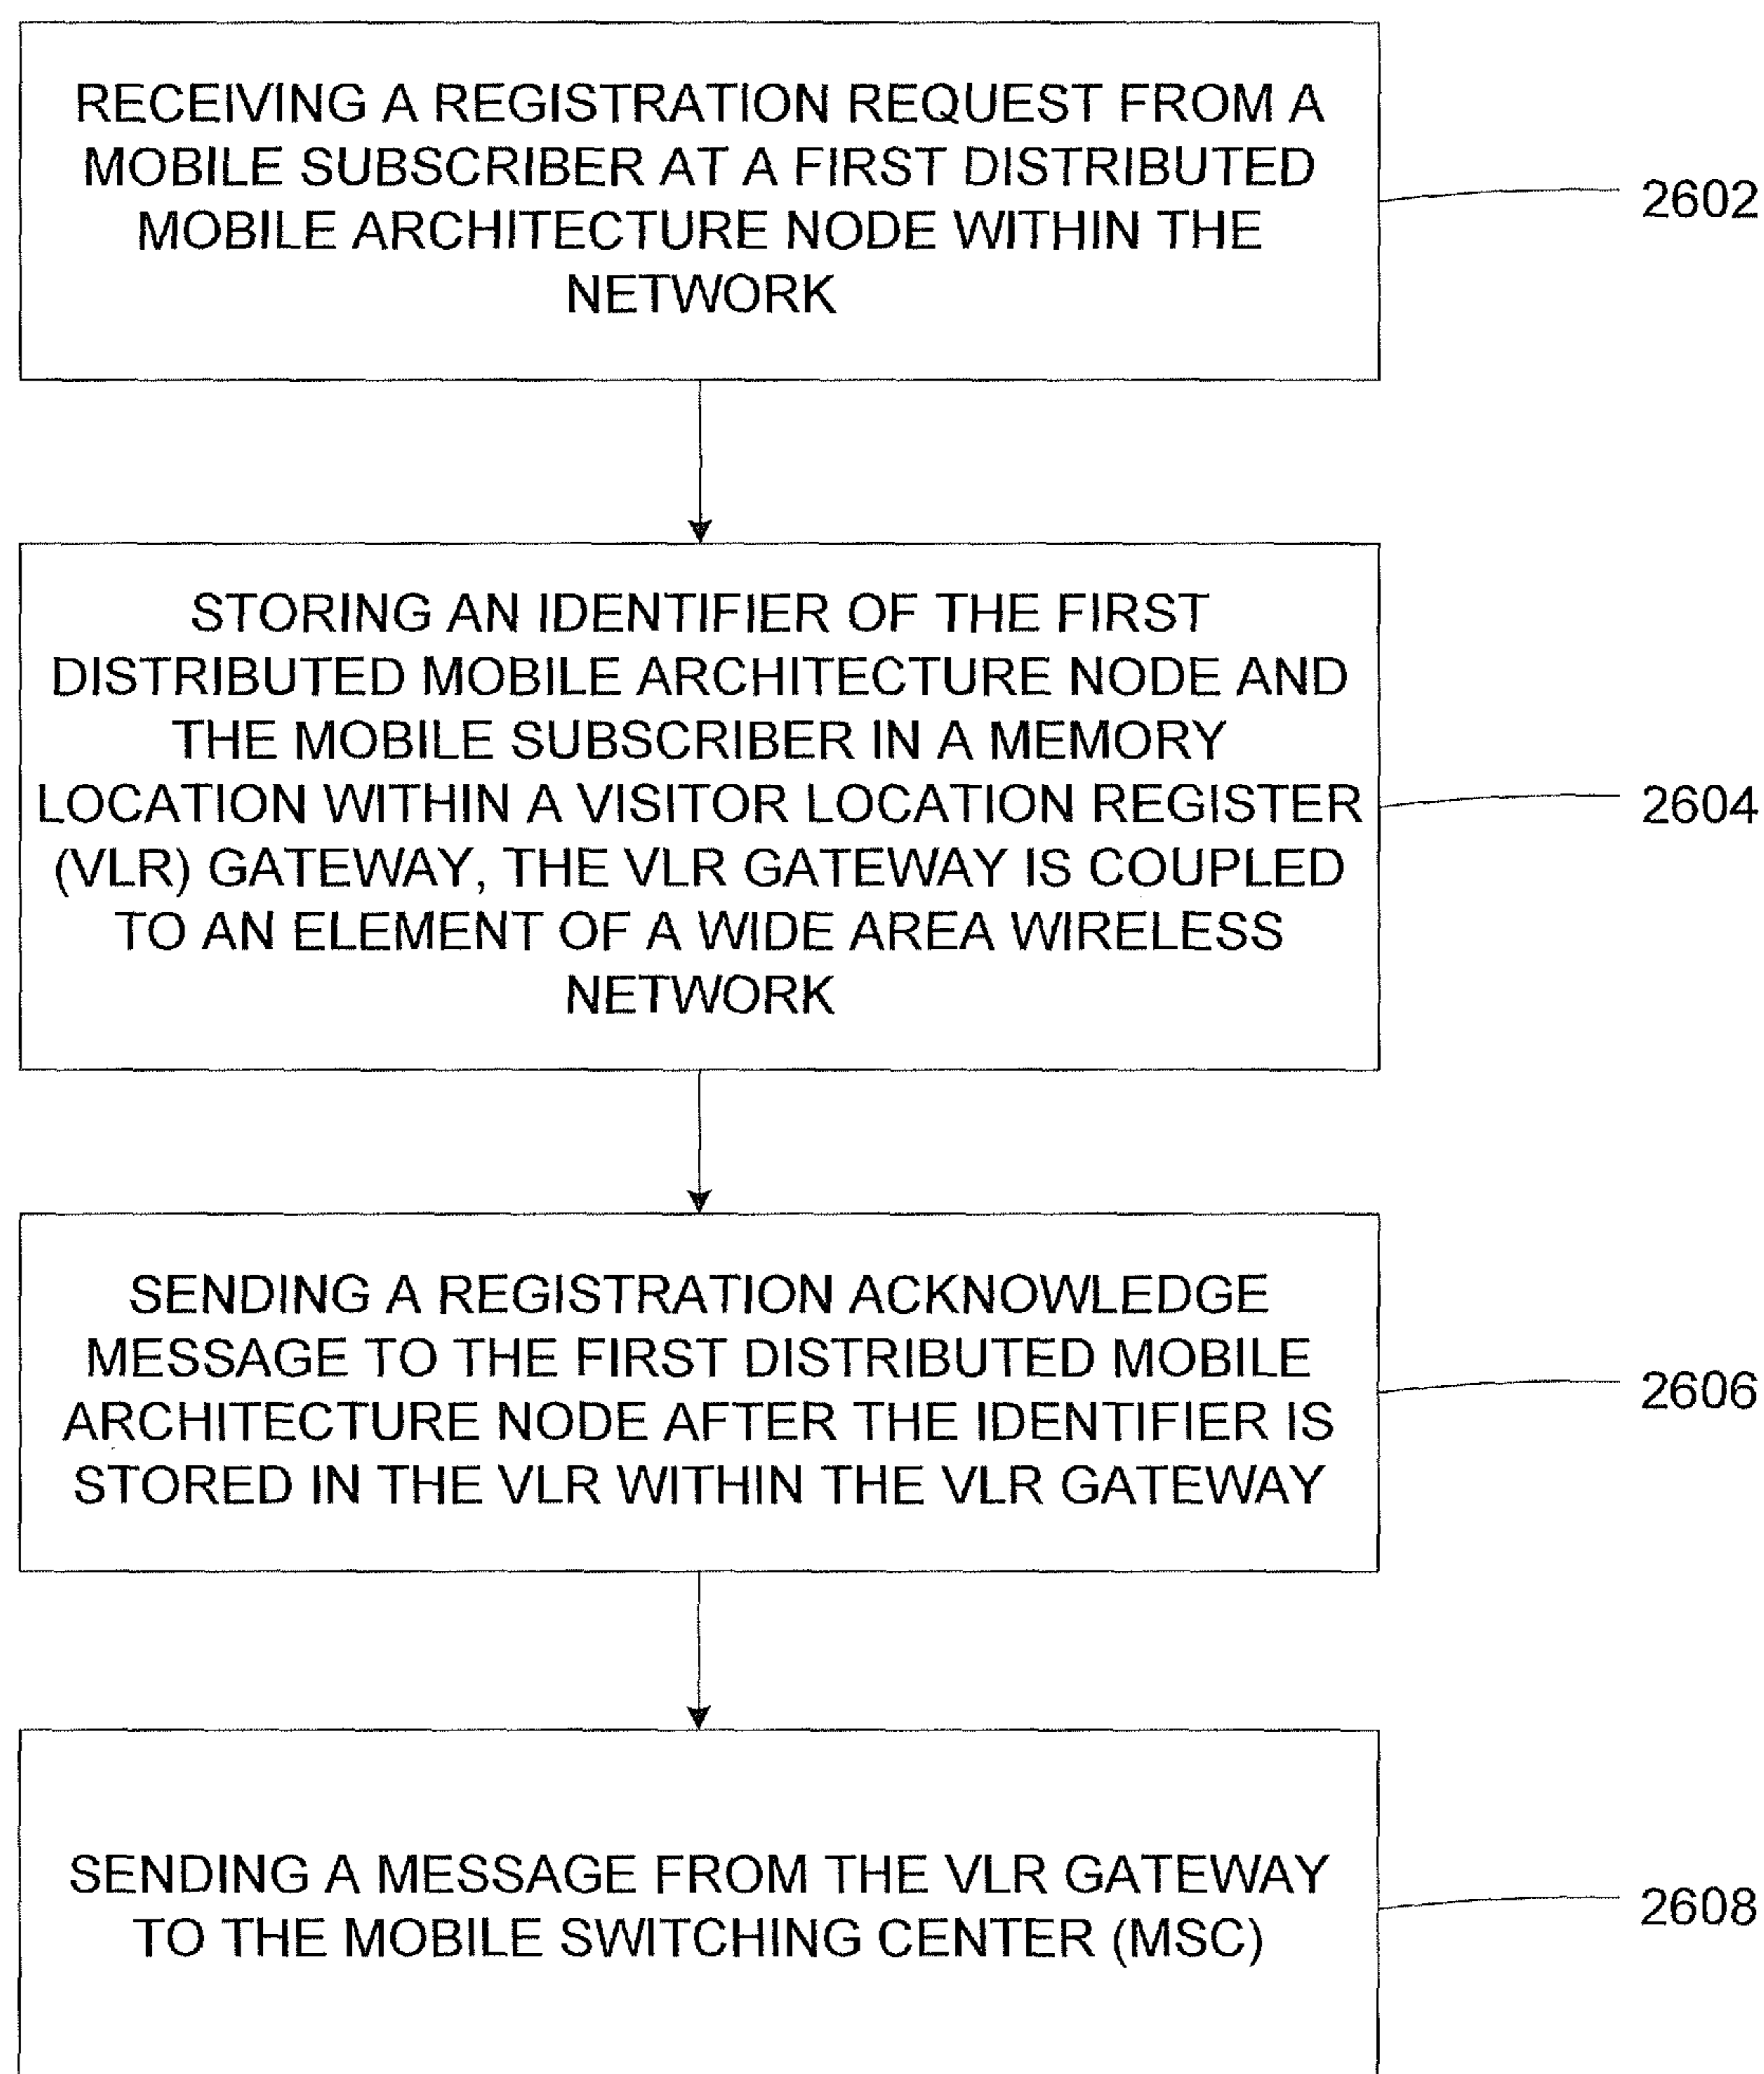 RECEIVING A REGISTRATION REQUEST FROM A
MOBILE SUBSCRIBER AT A FIRST DISTRIBUTED
MOBILE ARCHITECTURE NODE WITHIN THE
NETWORK
2602
STORING AN IDENTIFIER OF THE FIRST
DISTRIBUTED MOBILE ARCHITECTURE NODE AND
THE MOBILE SUBSCRIBER IN A MEMORY
LOCATION WITHIN A VISITOR LOCATION REGISTER
(VLR) GATEWAY, THE VLR GATEWAY IS COUPLED
TO AN ELEMENT OF A WIDE AREA WIRELESS
NETWORK
2604
SENDING A REGISTRATION ACKNOWLEDGE
MESSAGE TO THE FIRST DISTRIBUTED MOBILE
ARCHITECTURE NODE AFTER THE IDENTIFIER IS
STORED IN THE VLR WITHIN THE VLR GATEWAY
2606
SENDING A MESSAGE FROM THE VLR GATEWAY
TO THE MOBILE SWITCHING CENTER (MSC)
2608